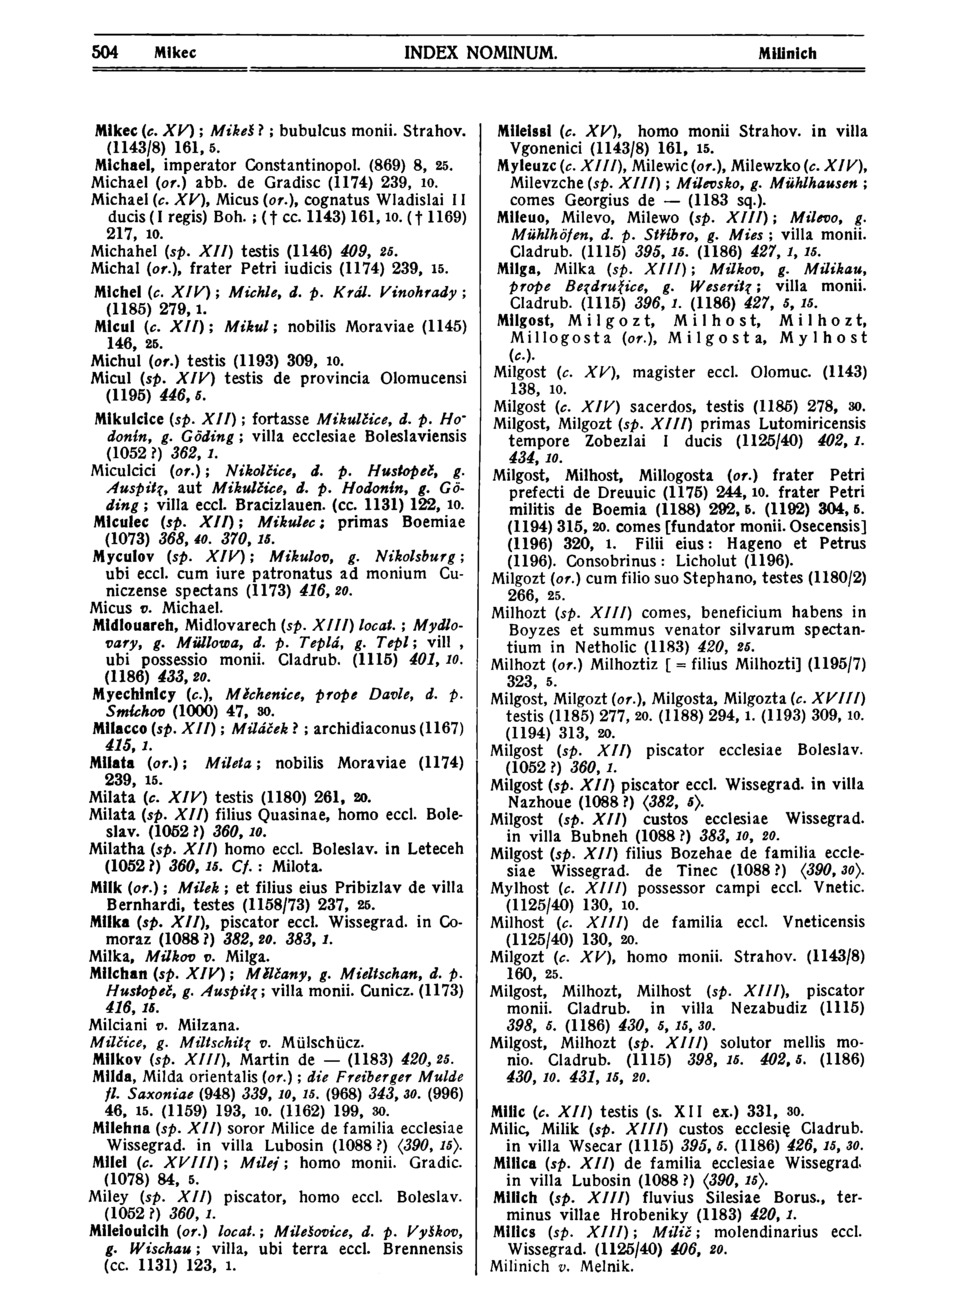 504 Mikec INDEX NOMINUM. Milinich
Mikec (c. XV) ; Mikeš ? ; bubulcus monii. Strahov.
(1143/8) 161, 5.
Michael, imperator Constantinopol. (869) 8, 25.
Michael (or.) abb. de Gradisc (1174) 239, 10.
Michael (c. XV), Micus (or.), cognatus Wladislai II
ducis (I regis) Boh. ; († cc. 1143) 161, 10. († 1169)
217, 10.
Michahel (sp. XII) testis (1146) 409, 25.
Michal (or.), frater Petri iudicis (1174) 239, 15.
Michel (c. XIV) ; Michle, d. p. Král. Vinohrady ;
(1185) 279, 1.
Micul (c. XII) ; Mikul ; nobilis Moraviae (1145)
146, 25.
Michul (or.) testis (1193) 309, 10.
Micul (sp. XIV) testis de provincia Olomucensi
(1195) 446, 5.
Mikulcice (sp. XII) ; fortasse Mikulčice, d. p. Ho-
donín, g. Göding ; villa ecclesiae Boleslaviensis
(1052 ?) 362, 1.
Miculcici (or.) ; Nikolčice, d. p. Hustopeč, g.
Auspitz, aut Mikulčice, d. p. Hodonín, g. Gö-
ding ; villa eccl. Bracizlauen. (cc. 1131) 122, 10.
Miculec (sp. XII) ; Mikulec ; primas Boemiae
(1073) 368, 40. 370, 15.
Myculov (sp. XIV) ; Mikulov, g. Nikolsburg ;
ubi eccl. cum iure patronatus ad monium Cu-
niczense spectans (1173) 416, 20.
Micus v. Michael.
Midlouareh, Midlovarech (sp. XIII) locat. ; Mydlo-
vary, g. Müllowa, d. p. Teplá, g. Tepl ; vill ,
ubi possessio monii. Cladrub. (1115) 401, 10.
(1186) 433, 20.
Myechinicy (c.), Měchenice, prope Davle, d. p.
Smíchov (1000) 47, 30.
Milacco (sp. XII) ; Miláček ? ; archidiaconus (1167)
415, 1.
Milata (or.) ; Mileta ; nobilis Moraviae (1174)
239, 15.
Milata (c. XIV) testis (1180) 261, 20.
Milata (sp. XII) filius Quasinae, homo eccl. Bole-
slav. (1052 ?) 360, 10.
Milatha (sp. XII) homo eccl. Boleslav. in Leteceh
(1052 ?) 360, 15. Cf. : Milota.
Milk (or.) ; Milek ; et filius eius Pribizlav de villa
Bernhardi, testes (1158/73) 237, 25.
Milka (sp. XII), piscator eccl. Wissegrad. in Co-
moraz (1088 ?) 382, 20. 383, 1.
Milka, Milkov v. Milga.
Milchan (sp. XIV) ; Mělčany, g. Mieltschan, d. p.
Hustopeč, g. Auspitz ; villa monii. Cunicz. (1173)
416, 15.
Milciani v. Milzana.
Milčice, g. Miltschitz v. Mülschücz.
Milkov (sp. XIII), Martin de — (1183) 420, 25.
Milda, Milda orientalis (or.) ; die Freiberger Mulde
fl. Saxoniae (948) 339, 10, 15. (968) 343, 30. (996)
46, 15. (1159) 193, 10. (1162) 199, 30.
Milehna (sp. XII) soror Milice de familia ecclesiae
Wissegrad. in villa Lubosin (1088 ?) ⟨390, 15⟩.
Milei (c. XVIII) ; Milej ; homo monii. Gradic.
(1078) 84, 5.
Miley (sp. XII) piscator, homo eccl. Boleslav.
(1052 ?) 360, 1.
Mileiouicih (or.) locat. ; Milešovice, d. p. Vyškov,
g. Wischau ; villa, ubi terra eccl. Brennensis
(cc. 1131) 123, 1.
Mileissi (c. XV), homo monii Strahov. in villa
Vgonenici (1143/8) 161, 15.
Myleuzc (c. XIII), Milewic (or.), Milewzko (c. XIV),
Milevzche (sp. XIII) ; Milevsko, g. Mühlhausen ;
comes Georgius de — (1183 sq.).
Mileuo, Milevo, Milewo (sp. XIII) ; Milevo, g.
Mühlhöfen, d. p. Stříbro, g. Mies ; villa monii.
Cladrub. (1115) 395, 15. (1186) 427, 1, 15.
Milga, Milka (sp. XIII) ; Milkov, g. Milikau,
prope Bezdružice, g. Weseritz ; villa monii.
Cladrub. (1115) 396, 1. (1186) 427, 5, 15.
Milgost, Milgozt, Milhost, Milhozt,
Millogosta (or.), Milgosta, Mylhost
(c.).
Milgost (c. XV), magister eccl. Olomuc. (1143)
138, 10.
Milgost (c. XIV) sacerdos, testis (1185) 278, 30.
Milgost, Milgozt (sp. XIII) primas Lutomiricensis
tempore Zobezlai I ducis (1125/40) 402, 1.
434, 10.
Milgost, Milhost, Millogosta (or.) frater Petri
prefecti de Dreuuic (1175) 244, 10. frater Petri
militis de Boemia (1188) 292, 5. (1192) 304, 5.
(1194) 315, 20. comes [fundator monii. Osecensis]
(1196) 320, 1. Filii eius : Hageno et Petrus
(1196). Consobrinus : Licholut (1196).
Milgozt (or.) cum filio suo Stephano, testes (1180/2)
266, 25.
Milhozt (sp. XIII) comes, beneficium habens in
Boyzes et summus venator silvarum spectan-
tium in Netholic (1183) 420, 25.
Milhozt (or.) Milhoztiz [ = filius Milhozti] (1195/7)
323, 5.
Milgost, Milgozt (or.), Milgosta, Milgozta (c. XVIII)
testis (1185) 277, 20. (1188) 294, 1. (1193) 309, 10.
(1194) 313, 20.
Milgost (sp. XII) piscator ecclesiae Boleslav.
(1052 ?) 360, 1.
Milgost (sp. XII) piscator eccl. Wissegrad. in villa
Nazhoue (1088 ?) ⟨382, 5⟩.
Milgost (sp. XII) custos ecclesiae Wissegrad.
in villa Bubneh (1088 ?) 383, 10, 20.
Milgost (sp. XII) filius Bozehae de familia eccle-
siae Wissegrad. de Tinec (1088 ?) ⟨390, 30⟩.
Mylhost (c. XIII) possessor campi eccl. Vnetic.
(1125/40) 130, 10.
Milhost (c. XIII) de familia eccl. Vneticensis
(1125/40) 130, 20.
Milgozt (c. XV), homo monii. Strahov. (1143/8)
160, 25.
Milgost, Milhozt, Milhost (sp. XIII), piscator
monii. Cladrub. in villa Nezabudiz (1115)
398, 5. (1186) 430, 5, 15, 30.
Milgost, Milhozt (sp. XIII) solutor mellis mo-
nio. Cladrub. (1115) 398, 15. 402, 5. (1186)
430, 10. 431, 15, 20.
Milic (c. XII) testis (s. XII ex.) 331, 30.
Milic, Milik (sp. XIII) custos ecclesię Cladrub.
in villa Wsecar (1115) 395, 5. (1186) 426, 15, 30.
Milica (sp. XII) de familia ecclesiae Wissegrad.
in villa Lubosin (1088 ?) ⟨390, 15⟩.
Milich (sp. XIII) fluvius Silesiae Borus., ter-
minus villae Hrobeniky (1183) 420, 1.
Milics (sp. XIII) ; Milič ; molendinarius eccl.
Wissegrad. (1125/40) 406, 20.
Milinich v. Melnik.